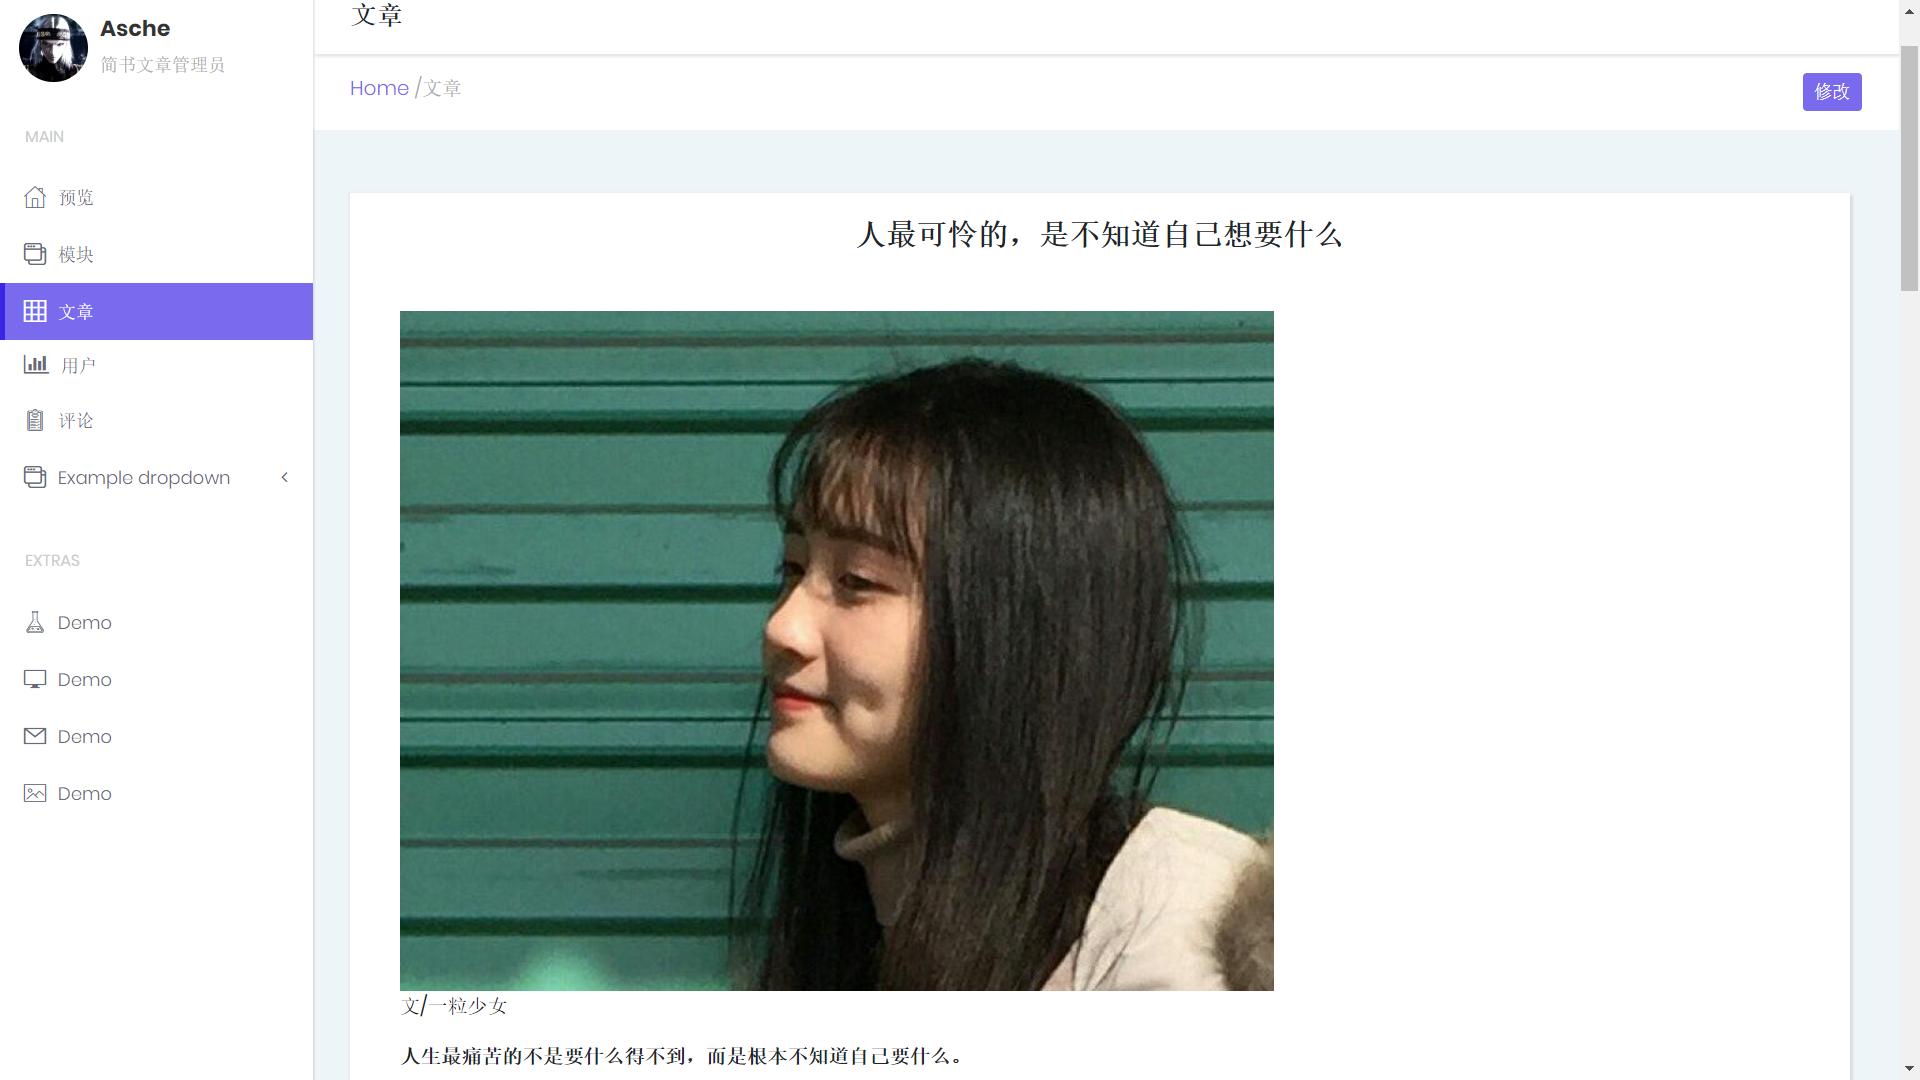 Asche
简书文章管理员
MAIN
预览
模块
文章
用户
评论
Example dropdown
EXTRAS
Demo
Demo
Demo
Demo
文章
Home /文章
修改
人最可怜的，是不知道自己想要什么
文/一粒少女
人生最痛苦的不是要什么得不到，而是根本不知道自己要什么。